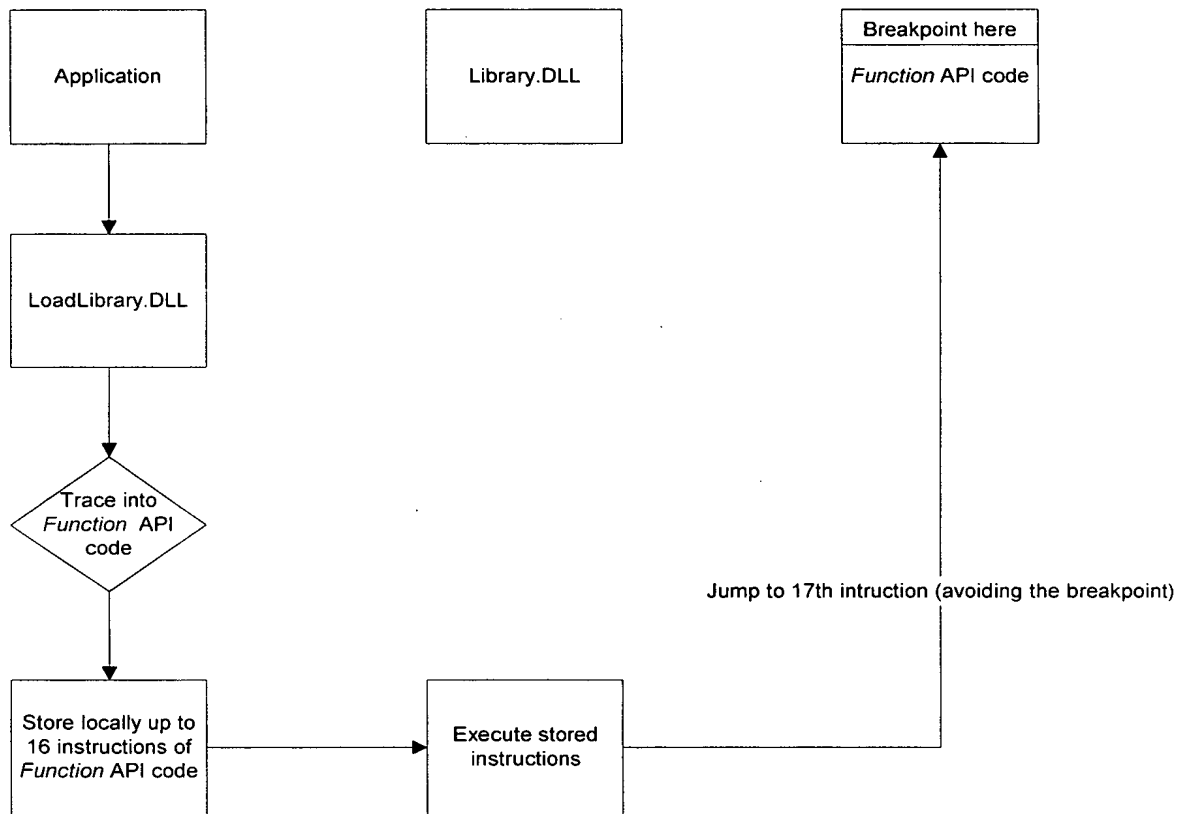 Application
Library.DLL
Breakpoint here
Function API code
LoadLibrary.DLL
Trace into
Function API
code
Jump to 17th intruction (avoiding the breakpoint)
Store locally up to
16 instructions of
Function API code
Execute stored
instructions